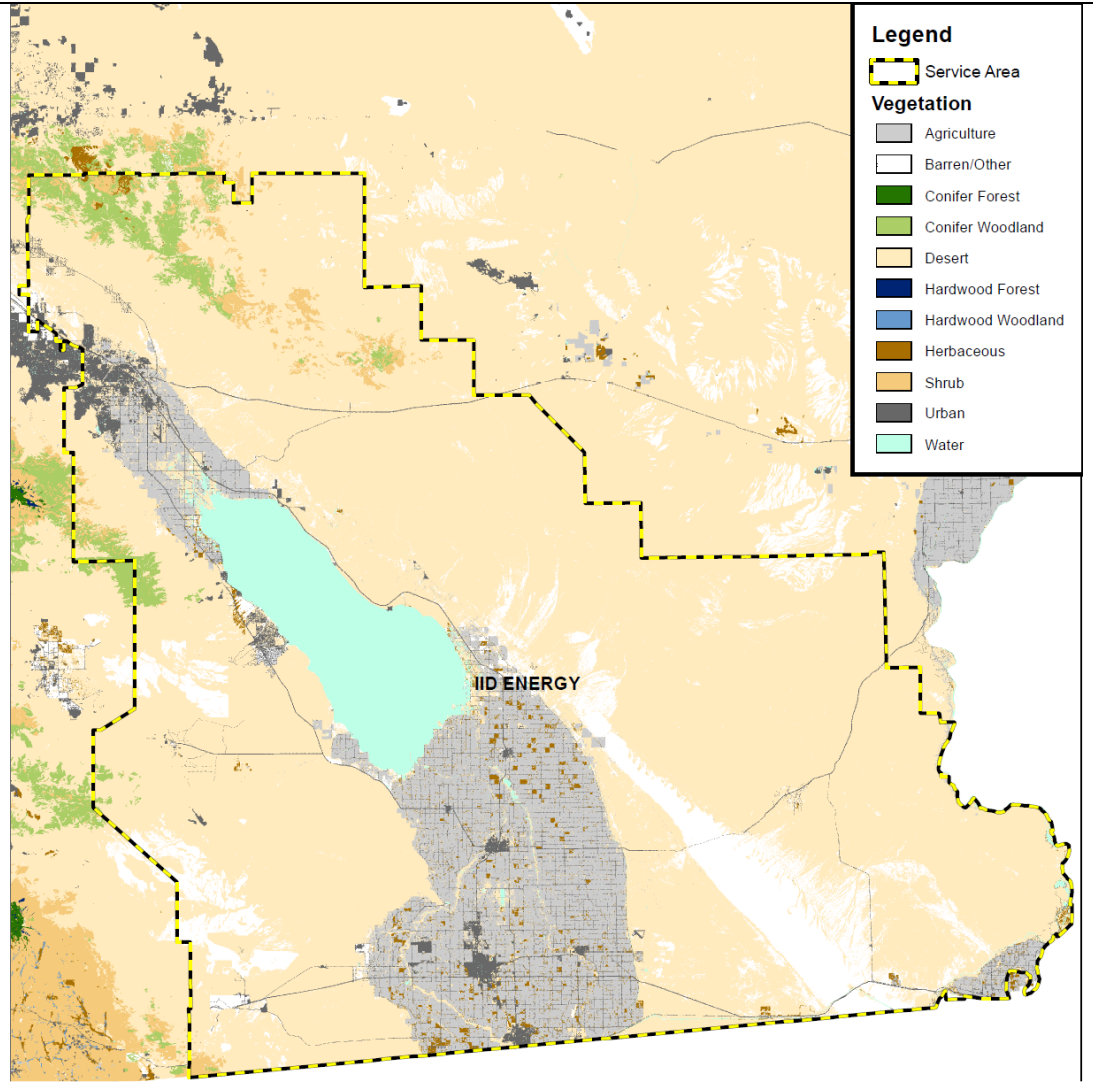 Legend
Service Area
Vegetation
Agriculture
Barren/Other
Conifer Forest
Conifer Woodland
Desert
Hardwood Forest
Hardwood Woodland
Herbaceous
Shrub
Urban
Water
IID ENERGY